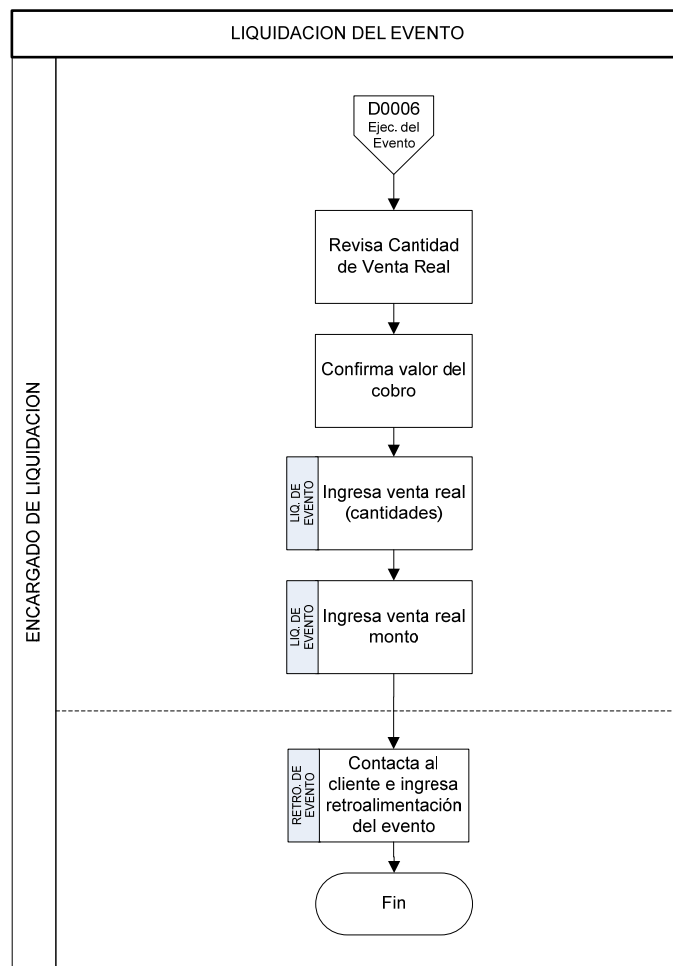 LIQUIDACION DEL EVENTO
ENCARGADO DE LIQUIDACION
D0006
Ejec. del
Evento
Revisa Cantidad
de Venta Real
Confirma valor del
cobro
LIQ. DE
EVENTO
Ingresa venta real
(cantidades)
LIQ. DE
EVENTO
Ingresa venta real
monto
RETRO. DE
EVENTO
Contacta al
cliente e ingresa
retroalimentación
del evento
Fin